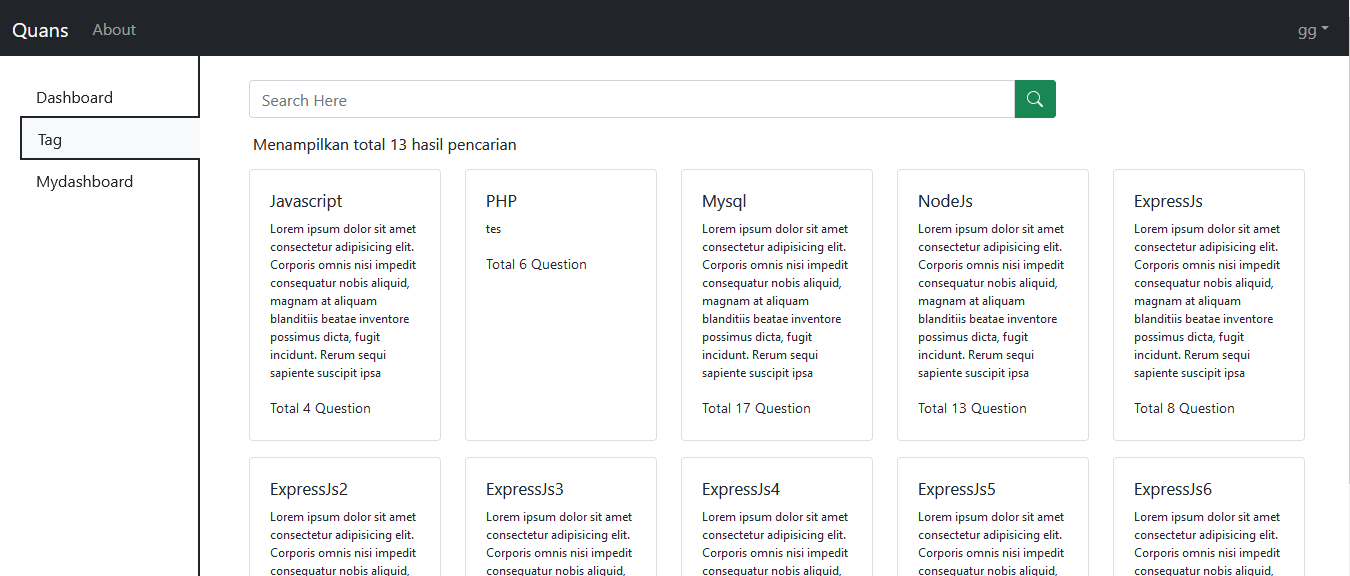 Quans About gg
Dashboard
Tag
Mydashboard
Search Here
Menampilkan total 13 hasil pencarian
Javascript
Lorem ipsum dolor sit amet
consectetur adipisicing elit.
Corporis omnis nisi impedit
consequatur nobis aliquid,
magnam at aliquam
blanditiis beatae inventore
possimus dicta, fugit
incidunt. Rerum sequi
sapiente suscipit ipsa
Total 4 Question
PHP
tes
Total 6 Question
Mysql
Lorem ipsum dolor sit amet
consectetur adipisicing elit.
Corporis omnis nisi impedit
consequatur nobis aliquid,
magnam at aliquam
blanditiis beatae inventore
possimus dicta, fugit
incidunt. Rerum sequi
sapiente suscipit ipsa
Total 17 Question
NodeJs
Lorem ipsum dolor sit amet
consectetur adipisicing elit.
Corporis omnis nisi impedit
consequatur nobis aliquid,
magnam at aliquam
blanditiis beatae inventore
possimus dicta, fugit
incidunt. Rerum sequi
sapiente suscipit ipsa
Total 13 Question
ExpressJs
Lorem ipsum dolor sit amet
consectetur adipisicing elit.
Corporis omnis nisi impedit
consequatur nobis aliquid,
magnam at aliquam
blanditiis beatae inventore
possimus dicta, fugit
incidunt. Rerum sequi
sapiente suscipit ipsa
Total 8 Question
ExpressJs2
Lorem ipsum dolor sit amet
consectetur adipisicing elit.
Corporis omnis nisi impedit
consequatur nobis aliquid,
ExpressJs3
Lorem ipsum dolor sit amet
consectetur adipisicing elit.
Corporis omnis nisi impedit
consequatur nobis aliquid,
ExpressJs4
Lorem ipsum dolor sit amet
consectetur adipisicing elit.
Corporis omnis nisi impedit
consequatur nobis aliquid,
ExpressJs5
Lorem ipsum dolor sit amet
consectetur adipisicing elit.
Corporis omnis nisi impedit
consequatur nobis aliquid,
ExpressJs6
Lorem ipsum dolor sit amet
consectetur adipisicing elit.
Corporis omnis nisi impedit
consequatur nobis aliquid,